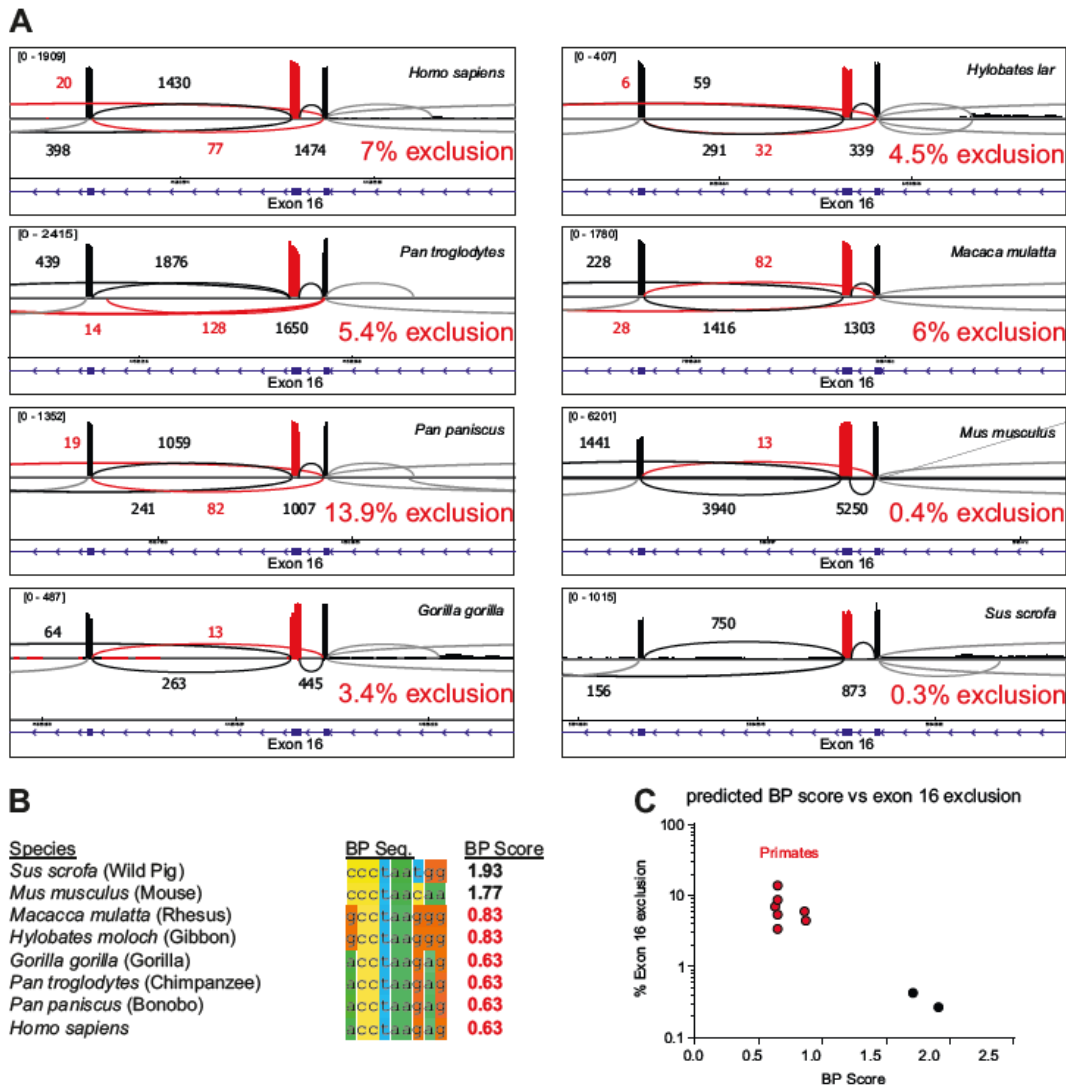 A
[0 - 1909]
Homo sapiens
20
1430
398
77
1474
7% exclusion
Exon 16
[0 - 407]
Hylobates lar
6
59
291
32
339
4.5% exclusion
Exon 16
[0 - 2415]
Pan troglodytes
439
1876
14
128
1650
5.4% exclusion
Exon 16
[0 - 1780]
Macaca mulatta
228
82
28
1416
1303
6% exclusion
Exon 16
[0 - 1352]
Pan paniscus
19
1059
241
82
1007
13.9% exclusion
Exon 16
[0 - 6201]
Mus musculus
1441
13
3940
5250
0.4% exclusion
Exon 16
[0 - 487]
Gorilla gorilla
64
13
263
445
3.4% exclusion
Exon 16
[0 - 1015]
Sus scrofa
750
156
873
0.3% exclusion
Exon 16
B
Species BP Seq. BP Score
Sus scrofa (Wild Pig) ccctaatgg 1.93
Mus musculus (Mouse) ccctaacaa 1.77
Macacca mulatta (Rhesus) gcctaaggg 0.83
Hylobates moloch (Gibbon) gcctaaggg 0.83
Gorilla gorilla (Gorilla) acctaagag 0.63
Pan troglodytes (Chimpanzee) acctaagag 0.63
Pan paniscus (Bonobo) acctaagag 0.63
Homo sapiens acctaagag 0.63
C
predicted BP score vs exon 16 exclusion
% Exon 16 exclusion
100
10
1
0.1
Primates
0.0 0.5 1.0 1.5 2.0 2.5
BP Score